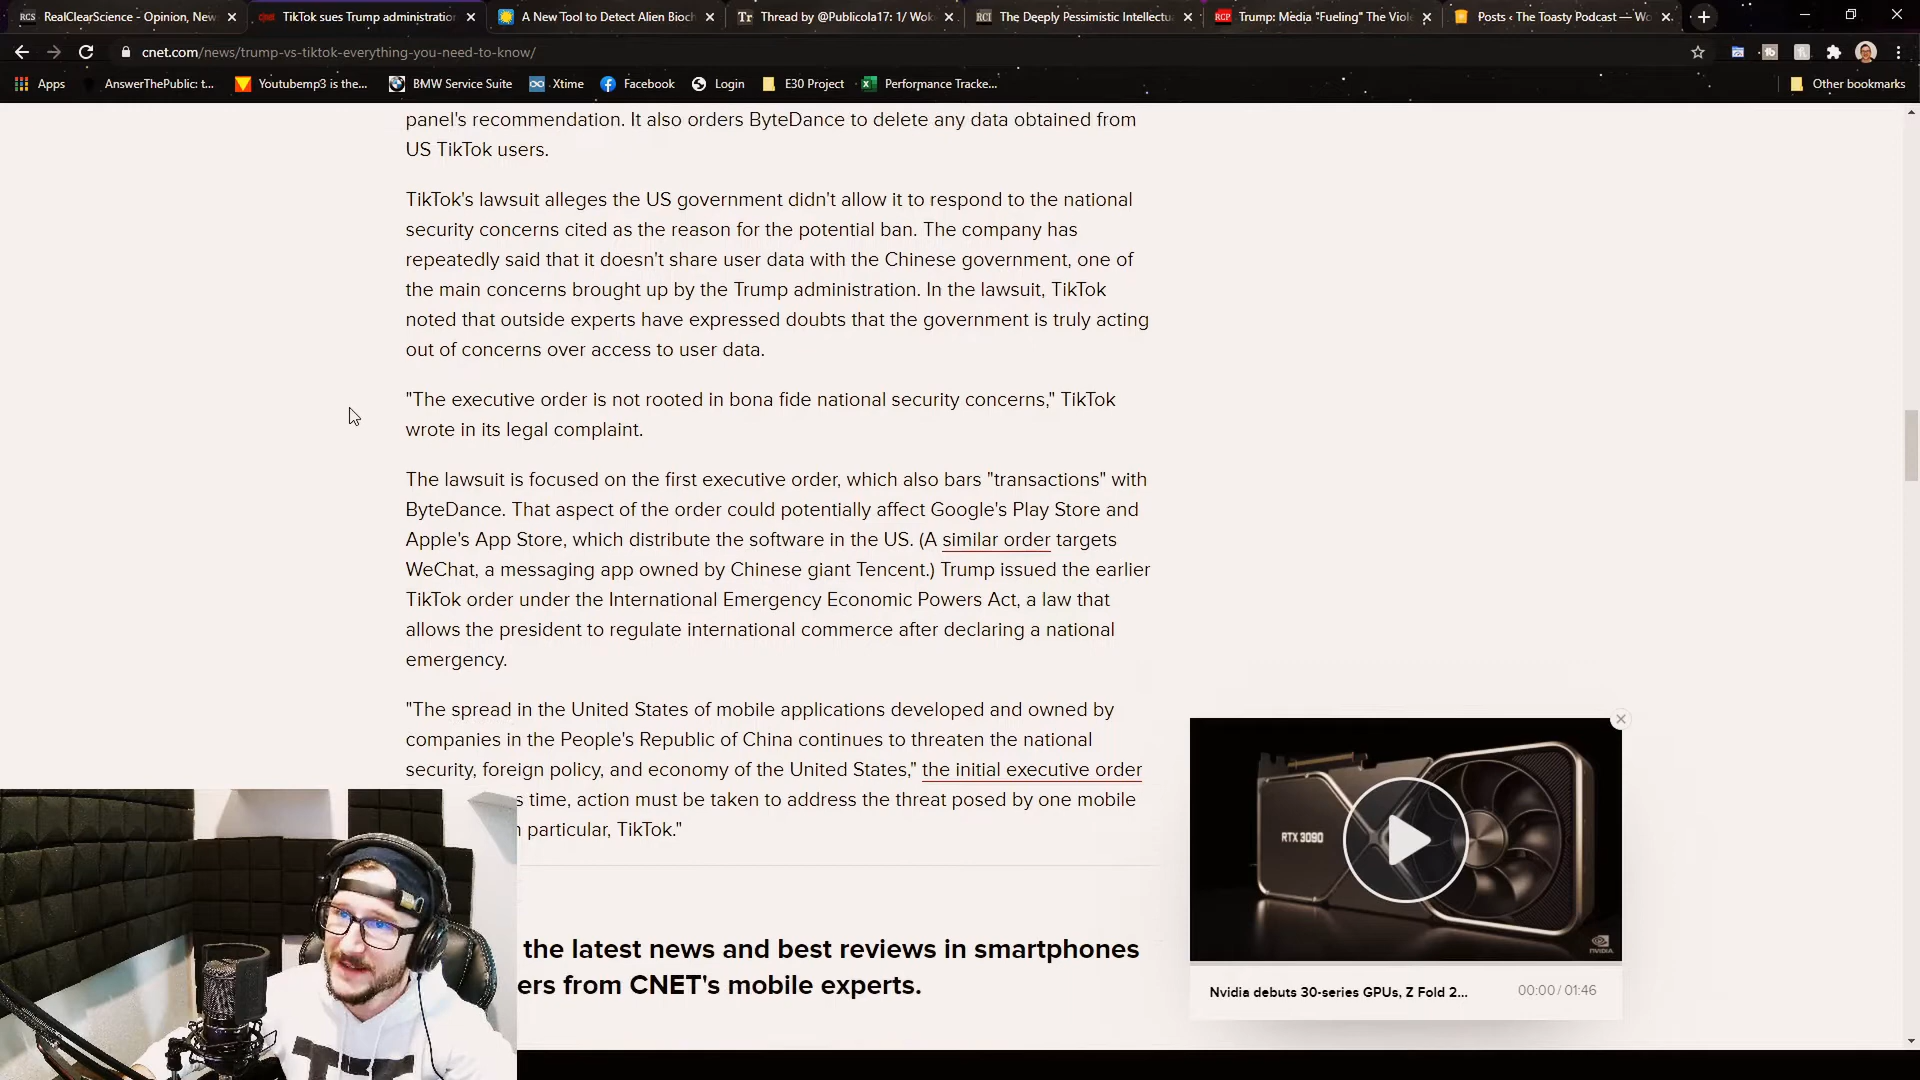 RealClearScience - Opinion, New
TikTok sues Trump administratio
A New Tool to Detect Alien Bioch
Thread by @Publicola17: 1/ Wok
The Deeply Pessimistic Intellectu
Trump: Media "Fueling" The Viole
Posts ‹ The Toasty Podcast — Wo
cnet.com/news/trump-vs-tiktok-everything-you-need-to-know/
Apps
AnswerThePublic: t...
Youtubemp3 is the...
BMW Service Suite
Xtime
Facebook
Login
E30 Project
Performance Tracke...
Other bookmarks
panel's recommendation. It also orders ByteDance to delete any data obtained from
US TikTok users.
TikTok's lawsuit alleges the US government didn't allow it to respond to the national
security concerns cited as the reason for the potential ban. The company has
repeatedly said that it doesn't share user data with the Chinese government, one of
the main concerns brought up by the Trump administration. In the lawsuit, TikTok
noted that outside experts have expressed doubts that the government is truly acting
out of concerns over access to user data.
"The executive order is not rooted in bona fide national security concerns," TikTok
wrote in its legal complaint.
The lawsuit is focused on the first executive order, which also bars "transactions" with
ByteDance. That aspect of the order could potentially affect Google's Play Store and
Apple's App Store, which distribute the software in the US. (A similar order targets
WeChat, a messaging app owned by Chinese giant Tencent.) Trump issued the earlier
TikTok order under the International Emergency Economic Powers Act, a law that
allows the president to regulate international commerce after declaring a national
emergency.
"The spread in the United States of mobile applications developed and owned by
companies in the People's Republic of China continues to threaten the national
security, foreign policy, and economy of the United States," the initial executive order
s time, action must be taken to address the threat posed by one mobile
particular, TikTok."
the latest news and best reviews in smartphones
ers from CNET's mobile experts.
RTX 3090
NVIDIA
Nvidia debuts 30-series GPUs, Z Fold 2...
00:00 / 01:46